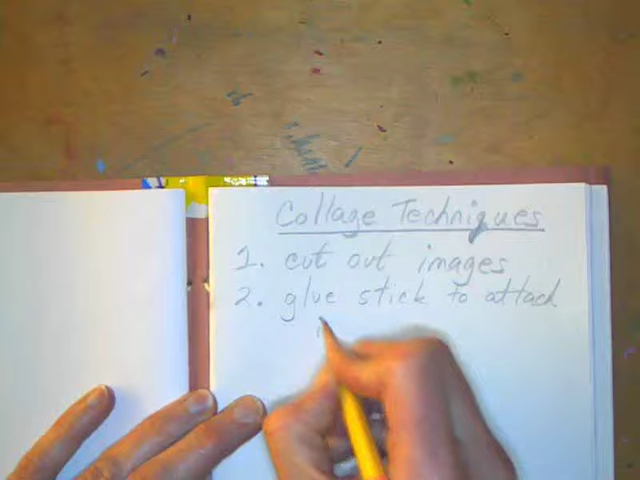 Collage Techniques
1. cut out images
2. glue stick to attach